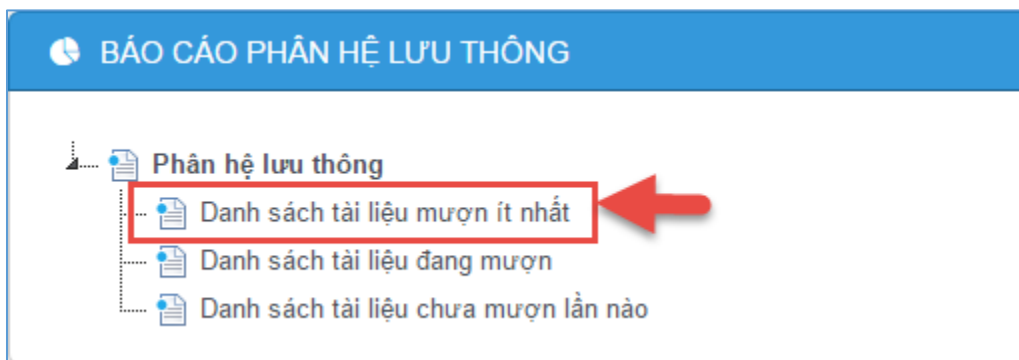 BÁO CÁO PHÂN HỆ LƯU THÔNG
Phân hệ lưu thông
Danh sách tài liệu mượn ít nhất
Danh sách tài liệu đang mượn
Danh sách tài liệu chưa mượn lần nào